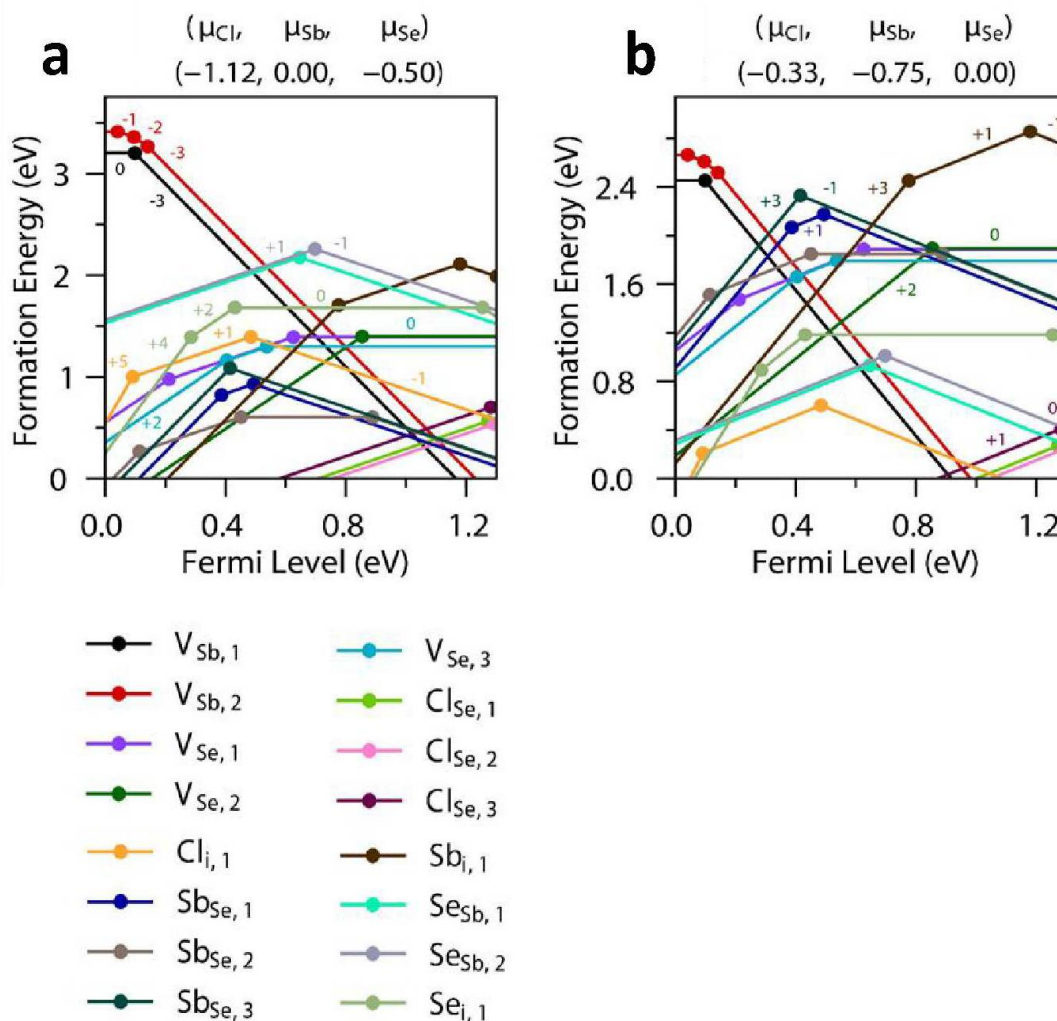 a
(μCl, μSb, μSe)
(−1.12, 0.00, −0.50)
Formation Energy (eV)
3
2
1
0
0.0 0.4 0.8 1.2
Fermi Level (eV)
-1
-2
-3
0
-3
+1
-1
+2
0
+4
+1
0
+5
-1
+2
b
(μCl, μSb, μSe)
(−0.33, −0.75, 0.00)
Formation Energy (eV)
2.4
1.6
0.8
0.0
0.0 0.4 0.8 1.2
Fermi Level (eV)
+1
-1
+3
-1
+3
+1
0
+2
+1
0
VSb, 1
VSb, 2
VSe, 1
VSe, 2
Cli, 1
SbSe, 1
SbSe, 2
SbSe, 3
VSe, 3
ClSe, 1
ClSe, 2
ClSe, 3
Sbi, 1
SeSb, 1
SeSb, 2
Sei, 1